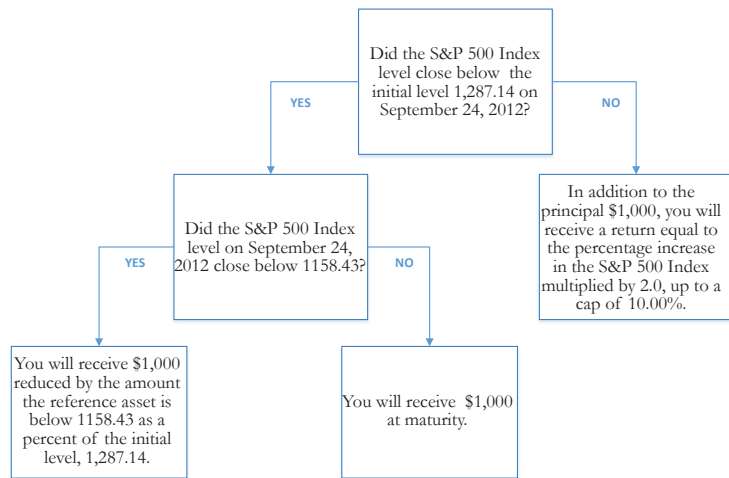 Did the S&P 500 Index
level close below the
initial level 1,287.14 on
September 24, 2012?
YES
NO
Did the S&P 500 Index
level on September 24,
2012 close below 1158.43?
In addition to the
principal $1,000, you will
receive a return equal to
the percentage increase
in the S&P 500 Index
multiplied by 2.0, up to a
cap of 10.00%.
YES
NO
You will receive $1,000
reduced by the amount
the reference asset is
below 1158.43 as a
percent of the initial
level, 1,287.14.
You will receive $1,000
at maturity.